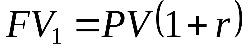 FV₁ = PV(1 + r)